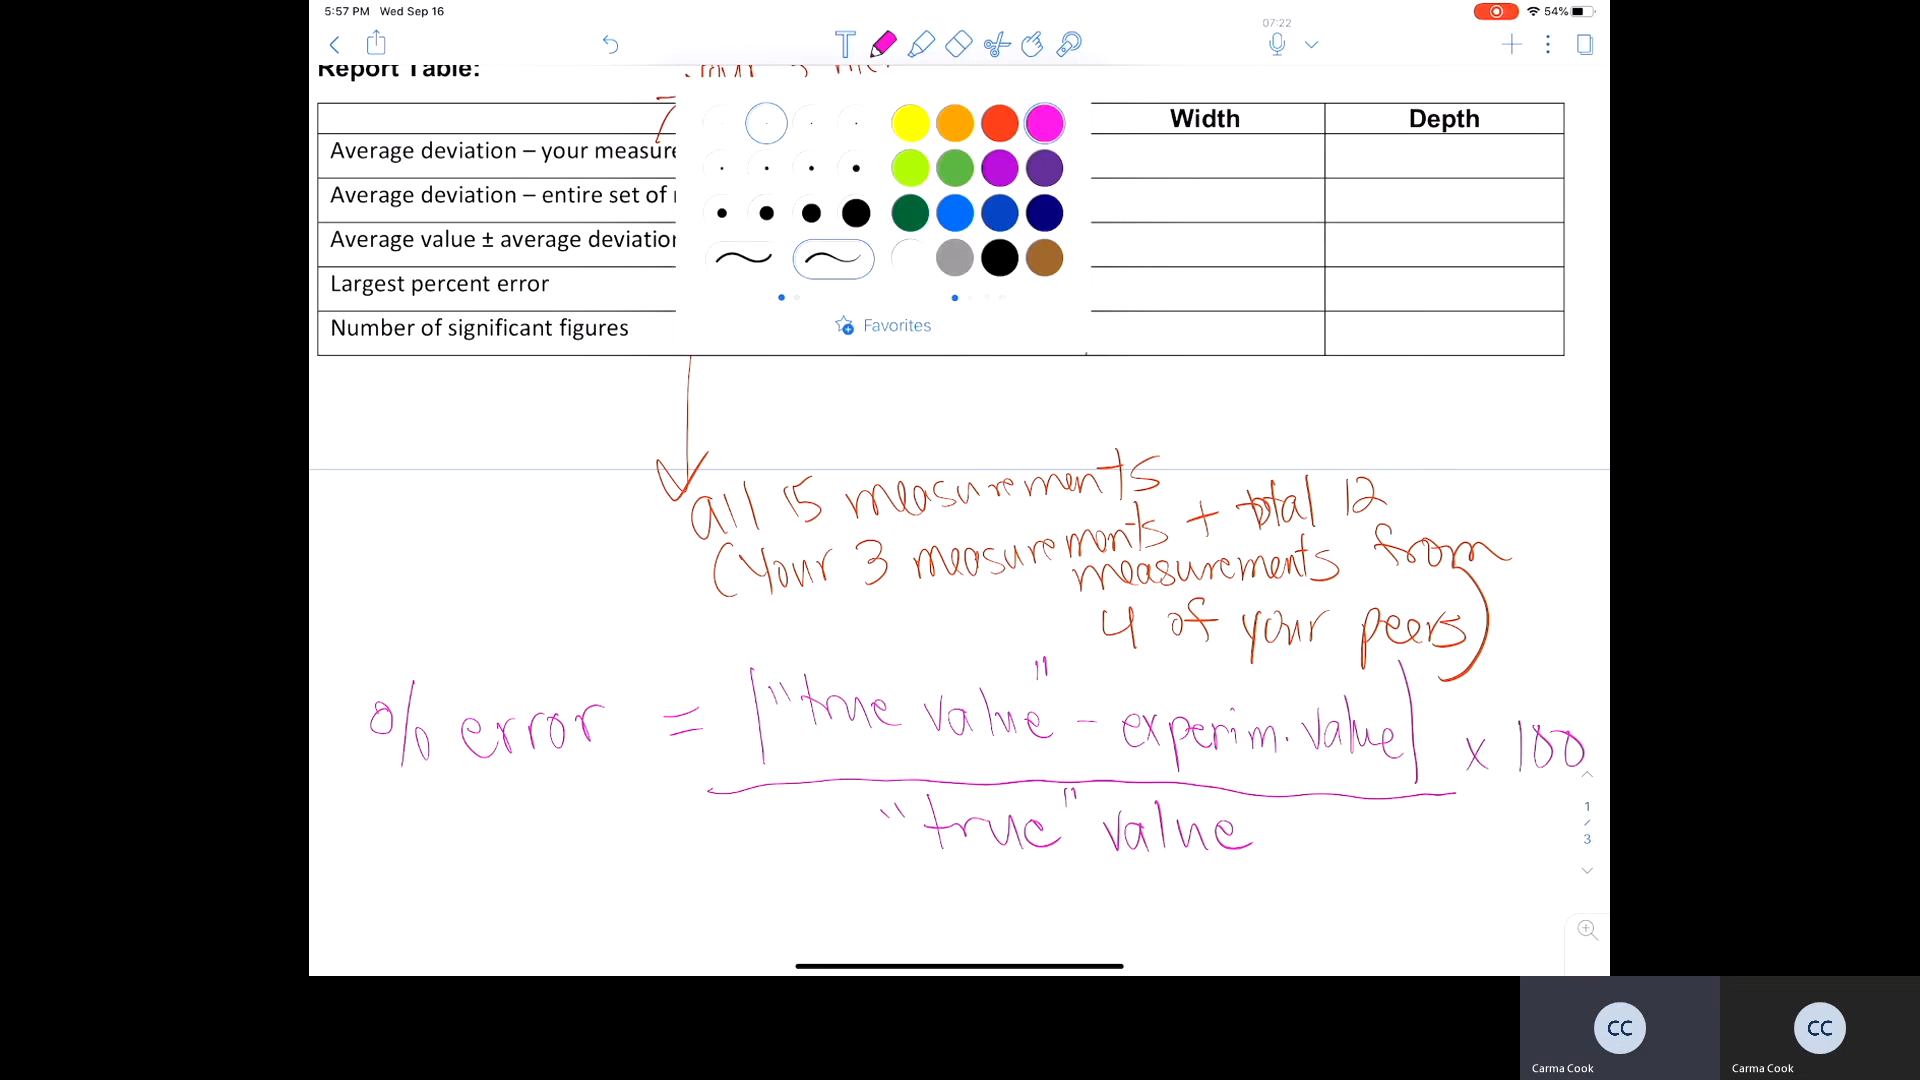 5:57 PM Wed Sep 16
54%
07:22
Report Table:
Width
Depth
Average deviation – your measure
Average deviation – entire set of
Average value ± average deviation
Largest percent error
Number of significant figures
Favorites
all 15 measurements
(Your 3 measurements + total 12
measurements from
4 of your peers)
% error = |"true value" - experim. value| x 100
"true" value
1
/
3
CC
CC
Carma Cook
Carma Cook